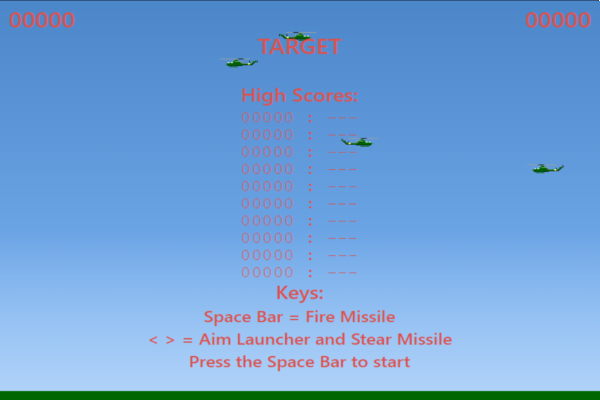 00000 00000
TARGET
High Scores:
00000 : ---
00000 : ---
00000 : ---
00000 : ---
00000 : ---
00000 : ---
00000 : ---
00000 : ---
00000 : ---
00000 : ---
Keys:
Space Bar = Fire Missile
< > = Aim Launcher and Stear Missile
Press the Space Bar to start